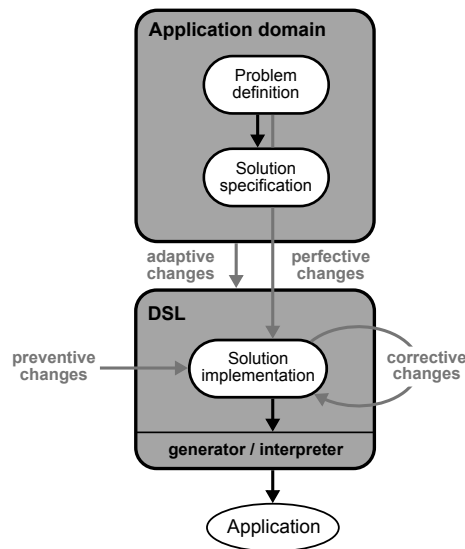 Application domain
Problem
definition
Solution
specification
adaptive
changes
perfective
changes
DSL
preventive
changes
Solution
implementation
corrective
changes
generator / interpreter
Application